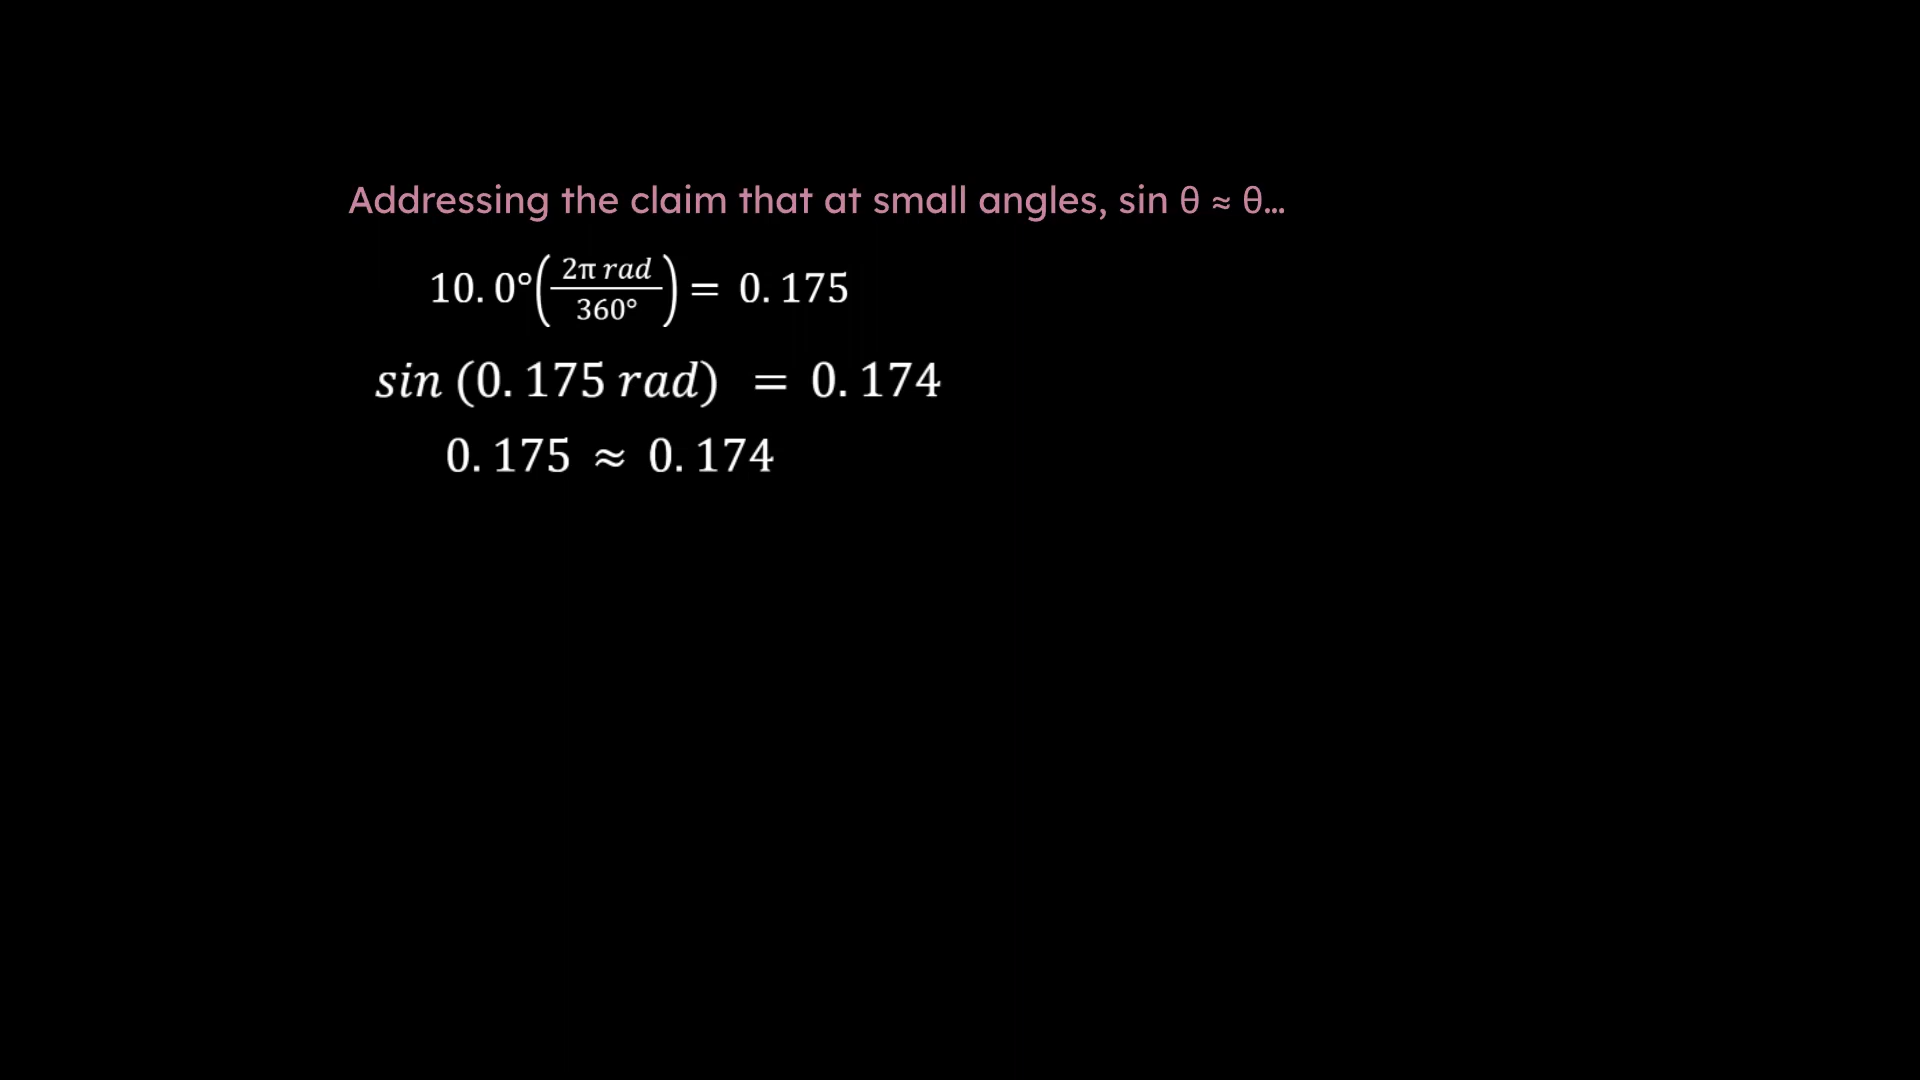 Addressing the claim that at small angles, sin θ ≈ θ...
10.0°(2π rad/360°) = 0.175
sin (0.175 rad) = 0.174
0.175 ≈ 0.174